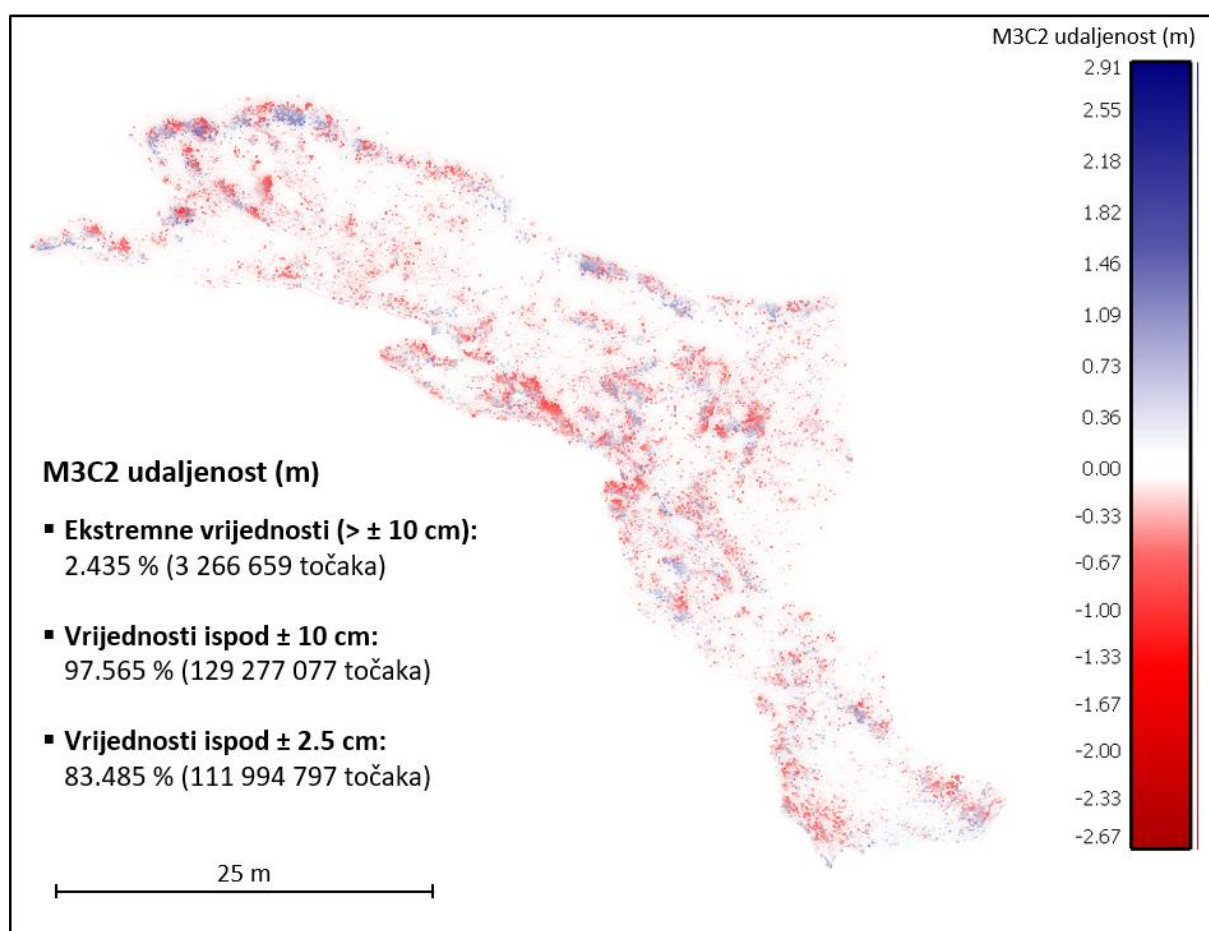 M3C2 udaljenost (m)
2.91
2.55
2.18
1.82
1.46
1.09
0.73
0.36
0.00
-0.33
-0.67
-1.00
-1.33
-1.67
-2.00
-2.33
-2.67
M3C2 udaljenost (m)
▪ Ekstremne vrijednosti (> ± 10 cm):
2.435 % (3 266 659 točaka)
▪ Vrijednosti ispod ± 10 cm:
97.565 % (129 277 077 točaka)
▪ Vrijednosti ispod ± 2.5 cm:
83.485 % (111 994 797 točaka)
25 m